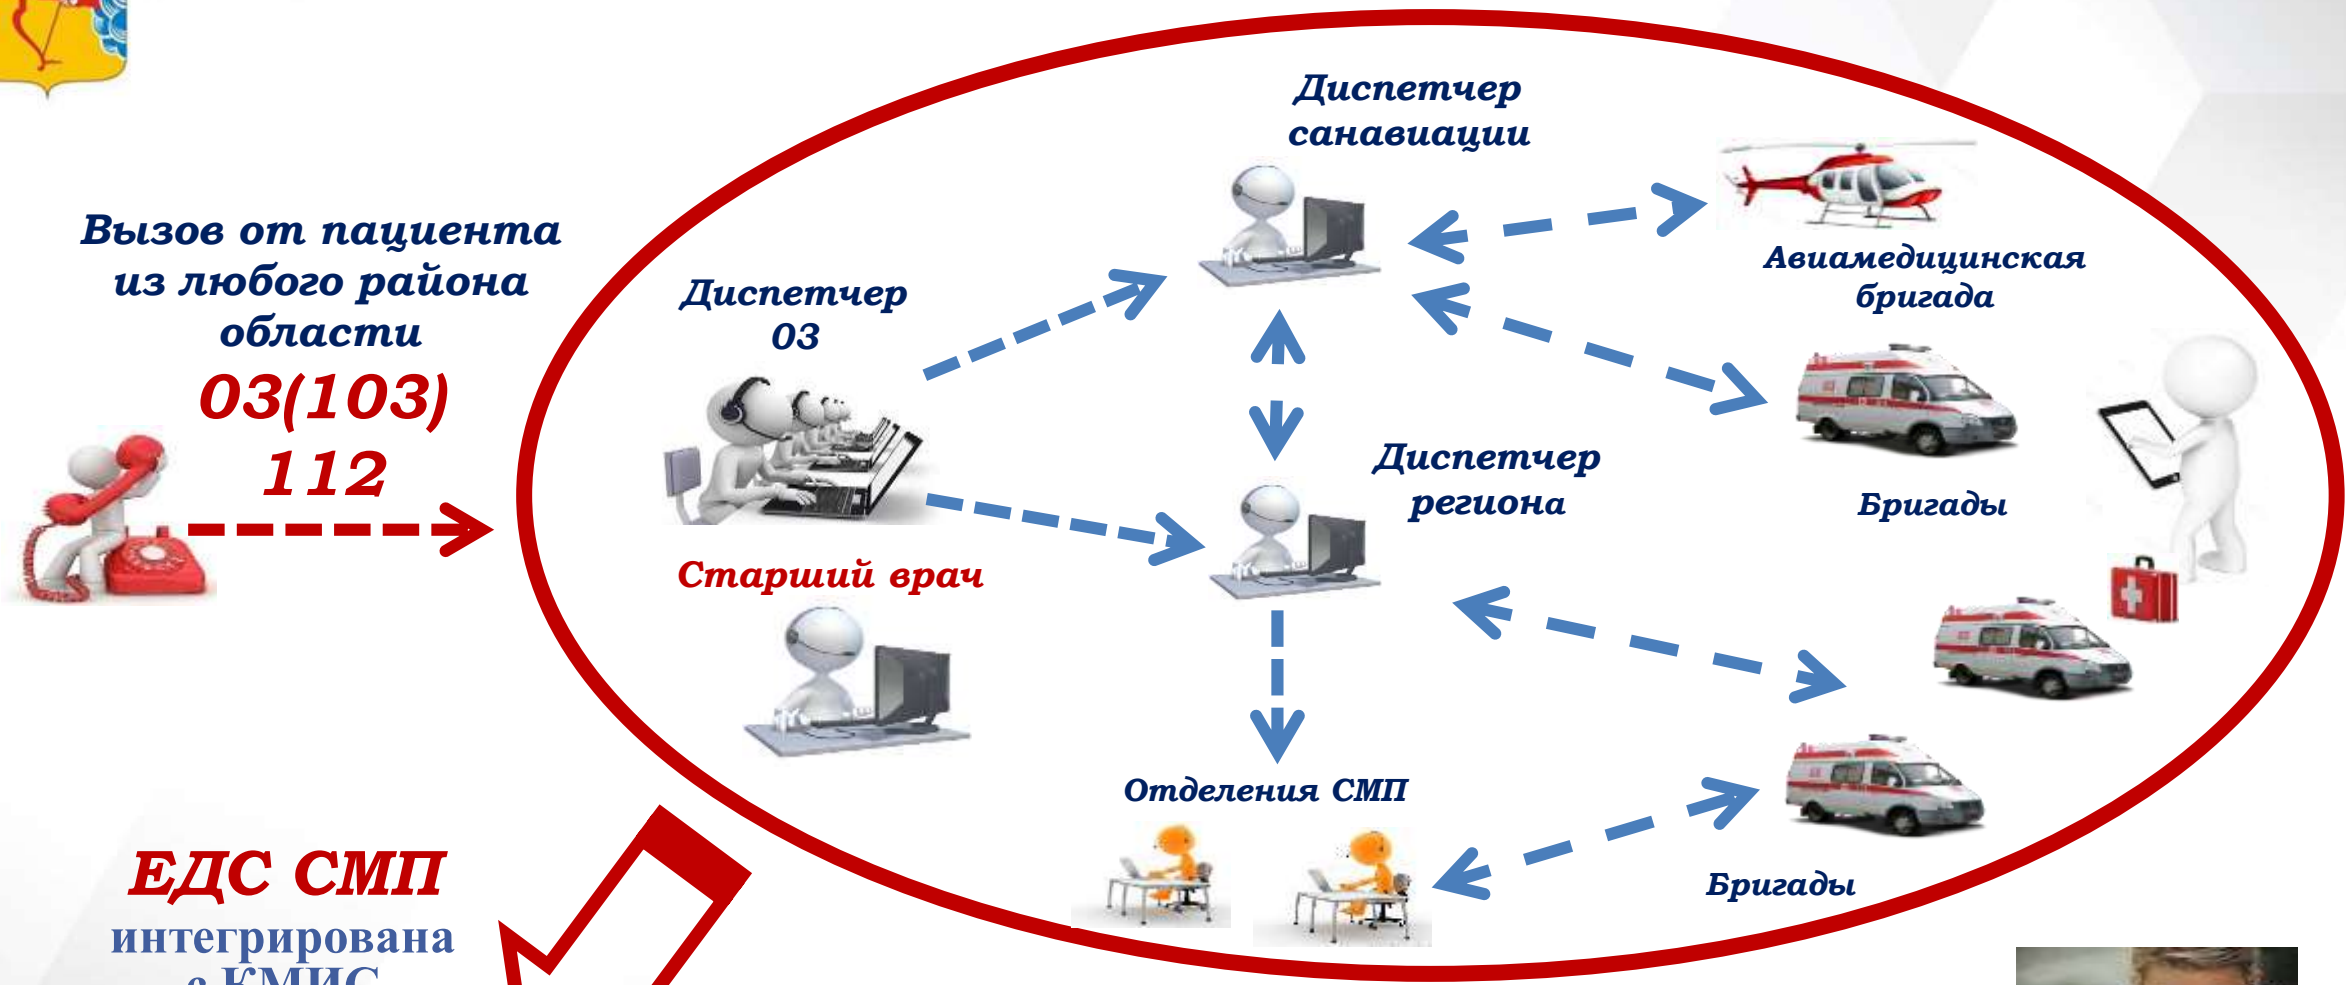 Вызов от пациента
из любого района
области
03(103)
112
Диспетчер
03
Старший врач
Диспетчер
санавиации
Диспетчер
региона
Авиамедицинская
бригада
Бригады
Отделения СМП
Бригады
ЕДС СМП
интегрирована
с КМИС